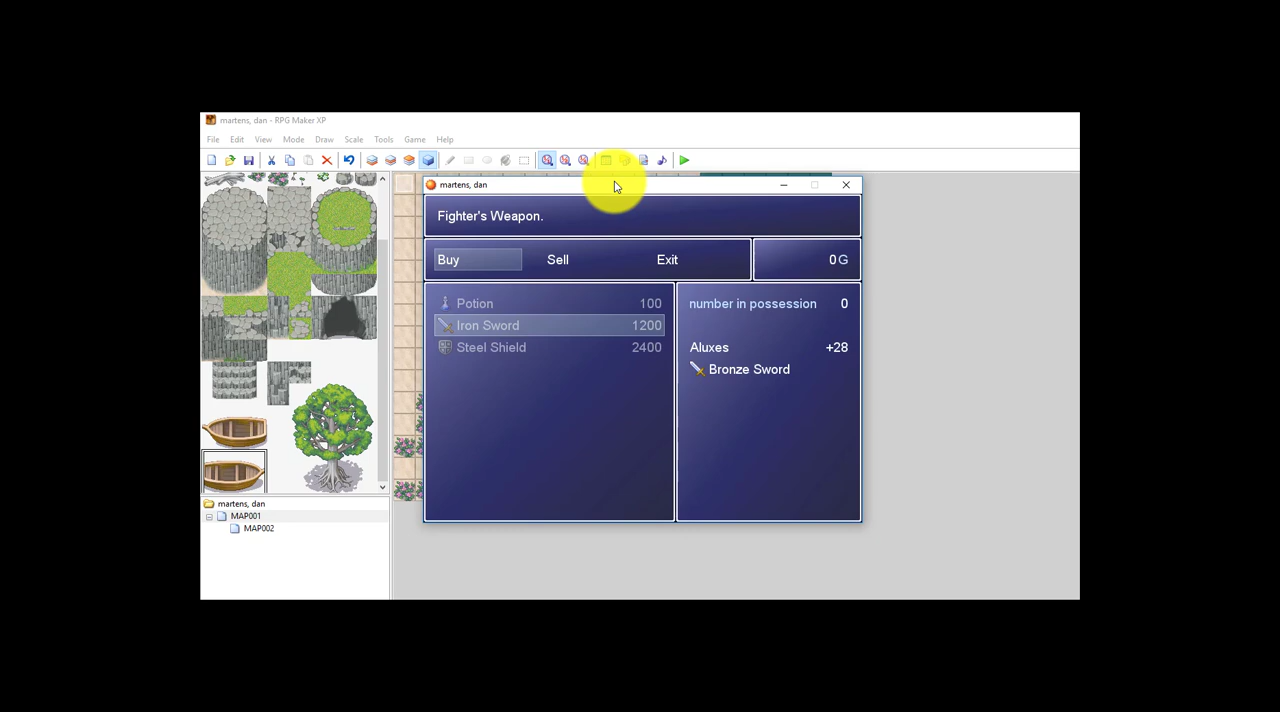 martens, dan - RPG Maker XP
File Edit View Mode Draw Scale Tools Game Help
martens, dan
Fighter's Weapon.
Buy Sell Exit 0G
Potion 100
Iron Sword 1200
Steel Shield 2400
number in possession 0
Aluxes +28
Bronze Sword
martens, dan
MAP001
MAP002